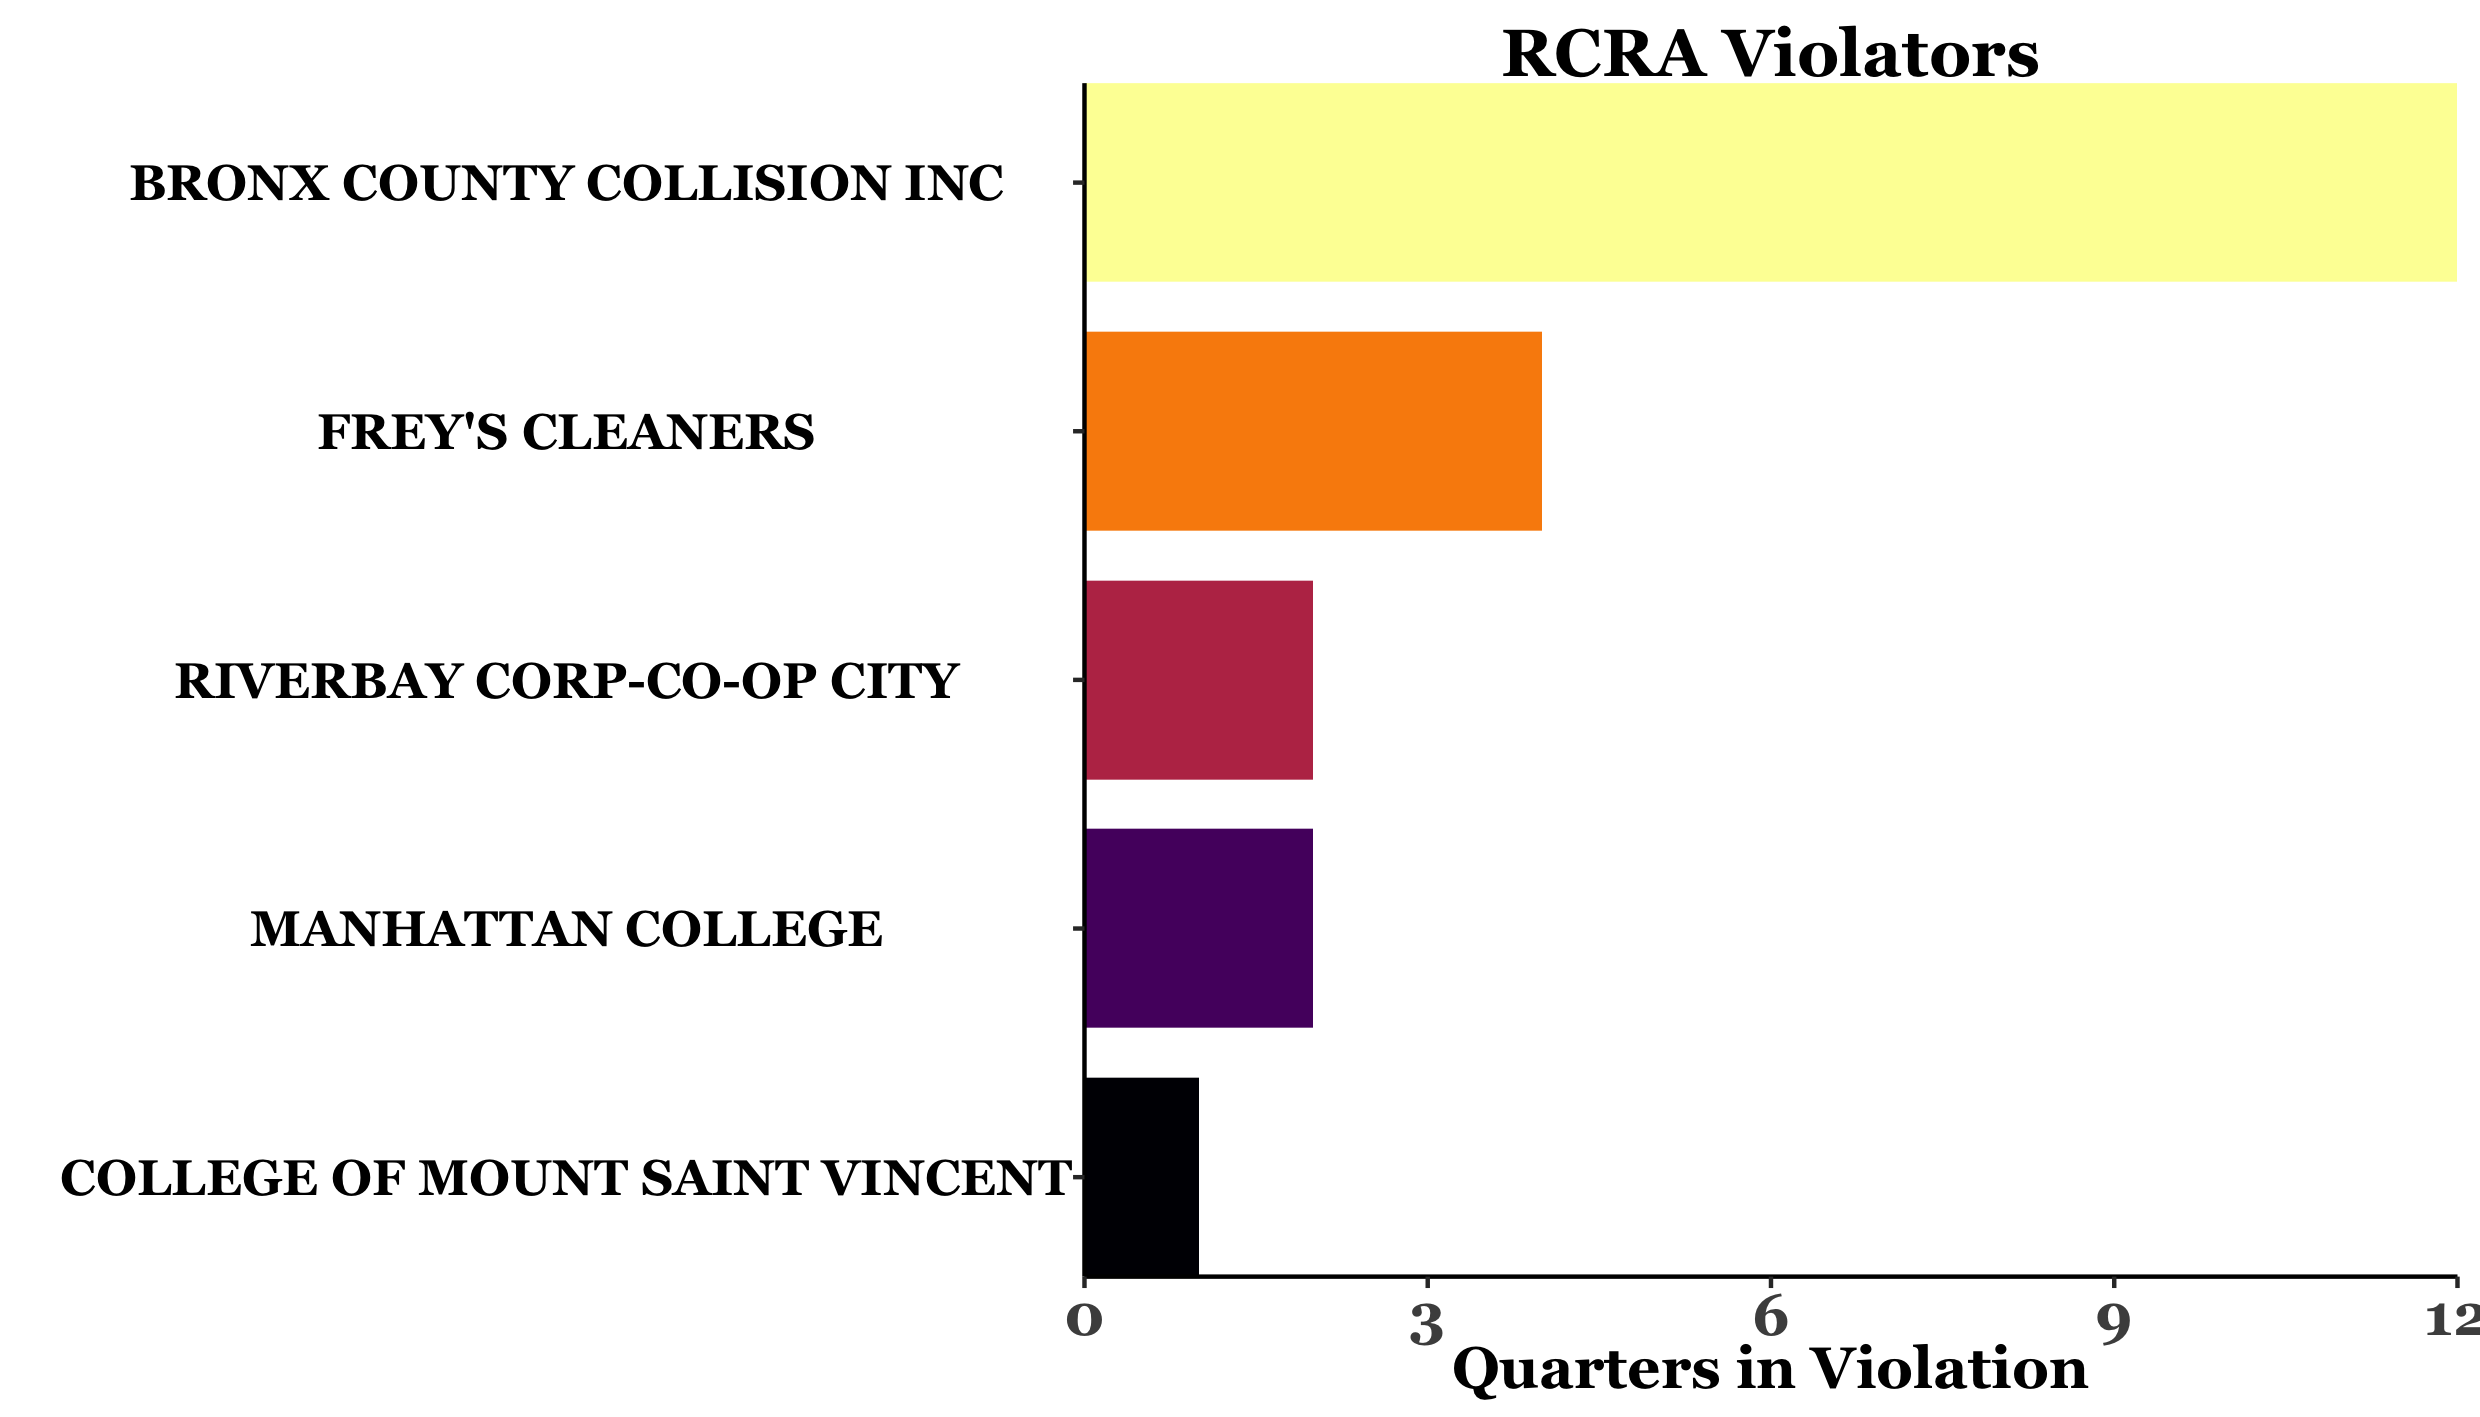 RCRA Violators
BRONX COUNTY COLLISION INC
FREY'S CLEANERS
RIVERBAY CORP-CO-OP CITY
MANHATTAN COLLEGE
COLLEGE OF MOUNT SAINT VINCENT
0 3 6 9 12
Quarters in Violation